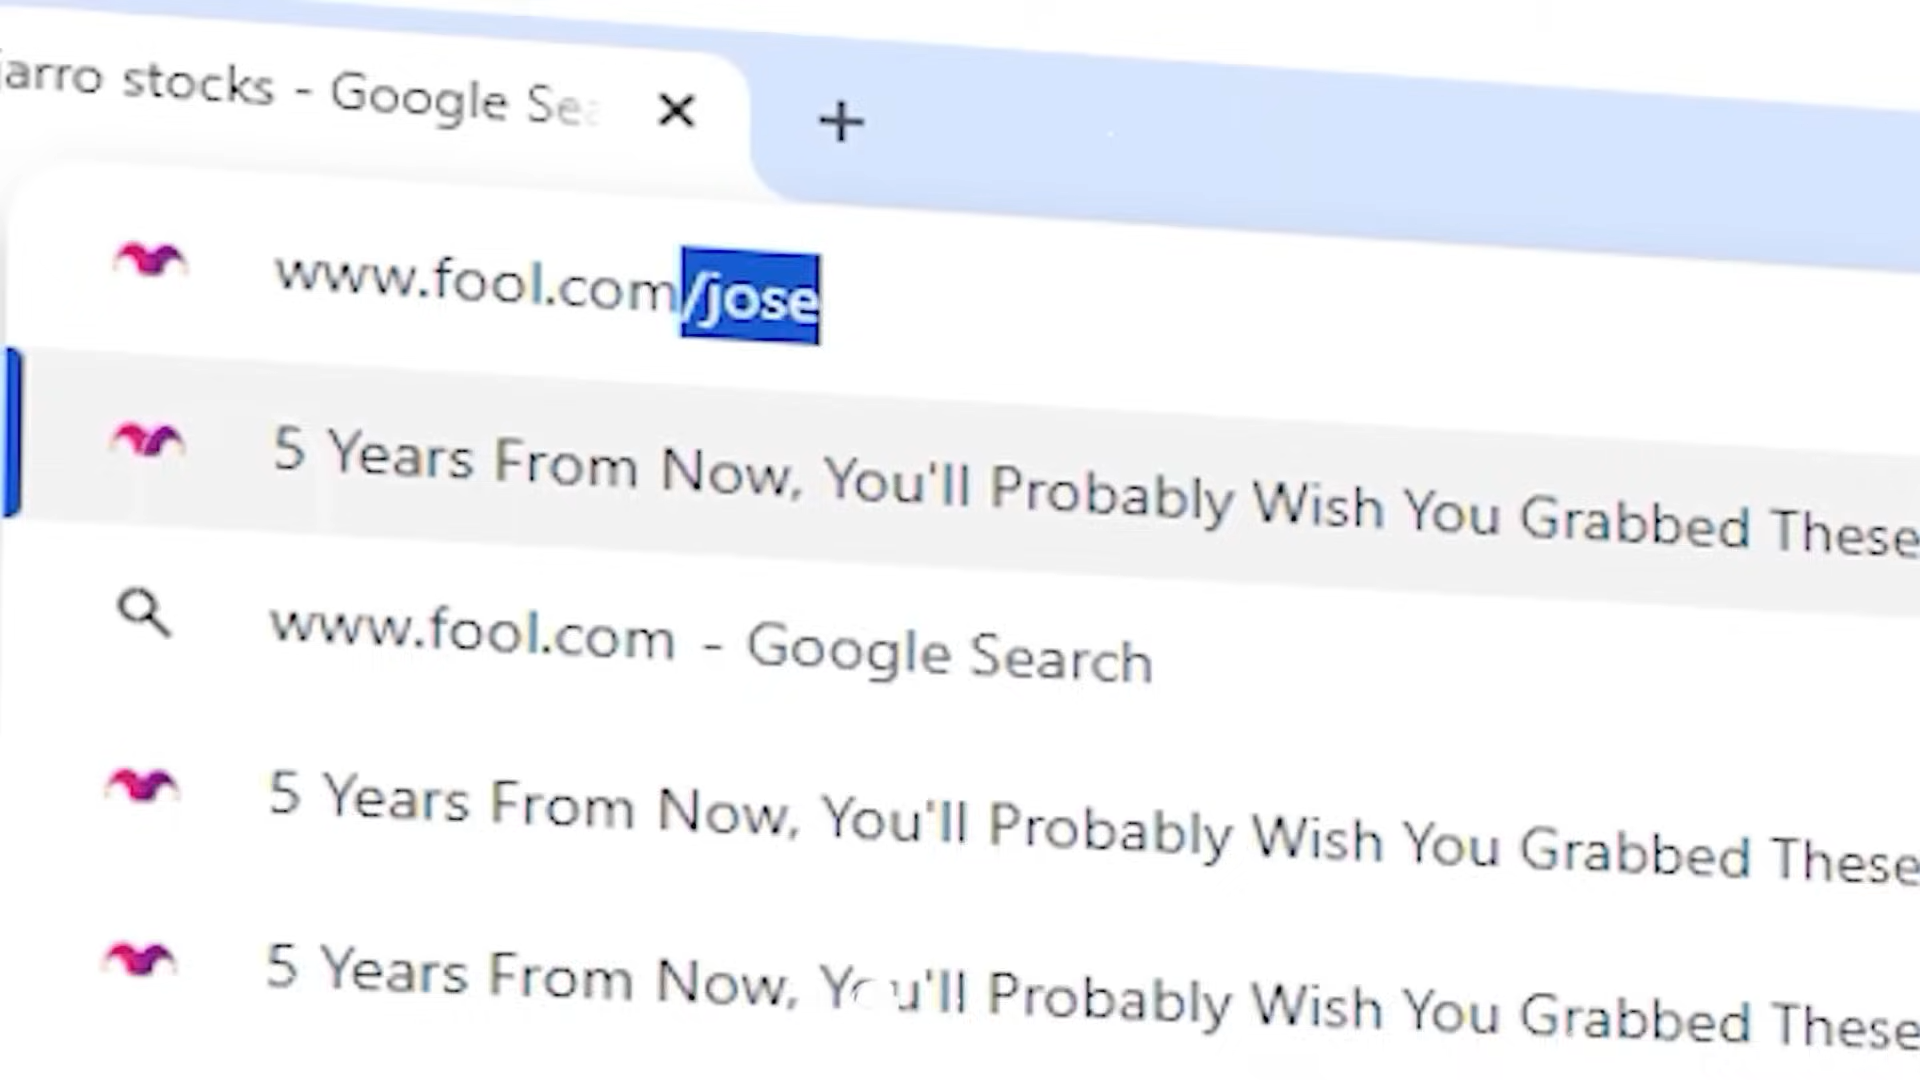 jarro stocks - Google Sea
www.fool.com/jose
5 Years From Now, You'll Probably Wish You Grabbed These
www.fool.com - Google Search
5 Years From Now, You'll Probably Wish You Grabbed These
5 Years From Now, You'll Probably Wish You Grabbed These